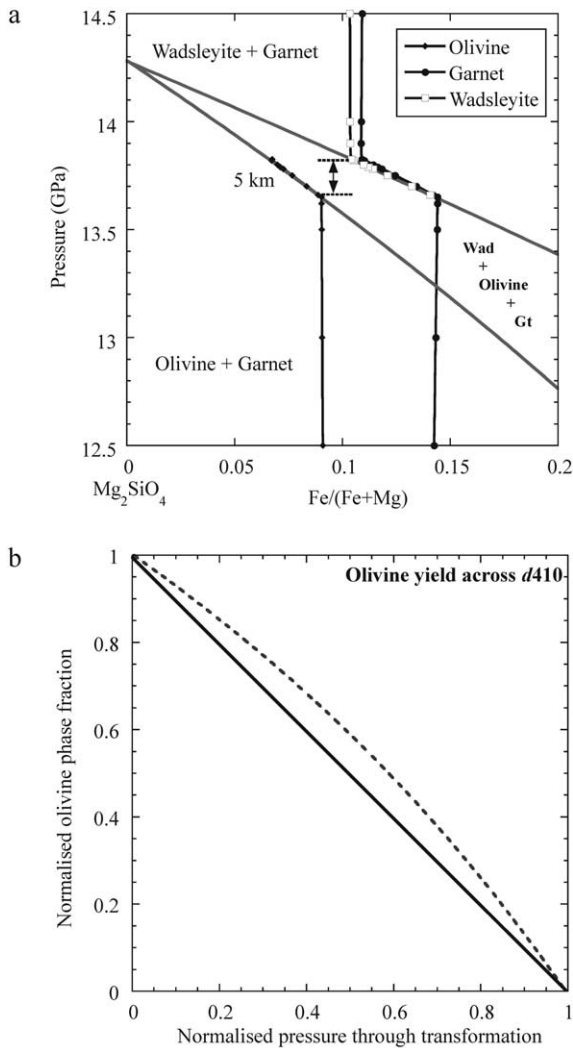 a
14.5
14
13.5
13
12.5
Pressure (GPa)
Wadsleyite + Garnet
Olivine
Garnet
Wadsleyite
5 km
Wad
+
Olivine
+
Gt
Olivine + Garnet
0
0.05
0.1
0.15
0.2
Mg₂SiO₄
Fe/(Fe+Mg)
b
Olivine yield across d410
1
0.8
0.6
0.4
0.2
0
Normalised olivine phase fraction
0
0.2
0.4
0.6
0.8
1
Normalised pressure through transformation